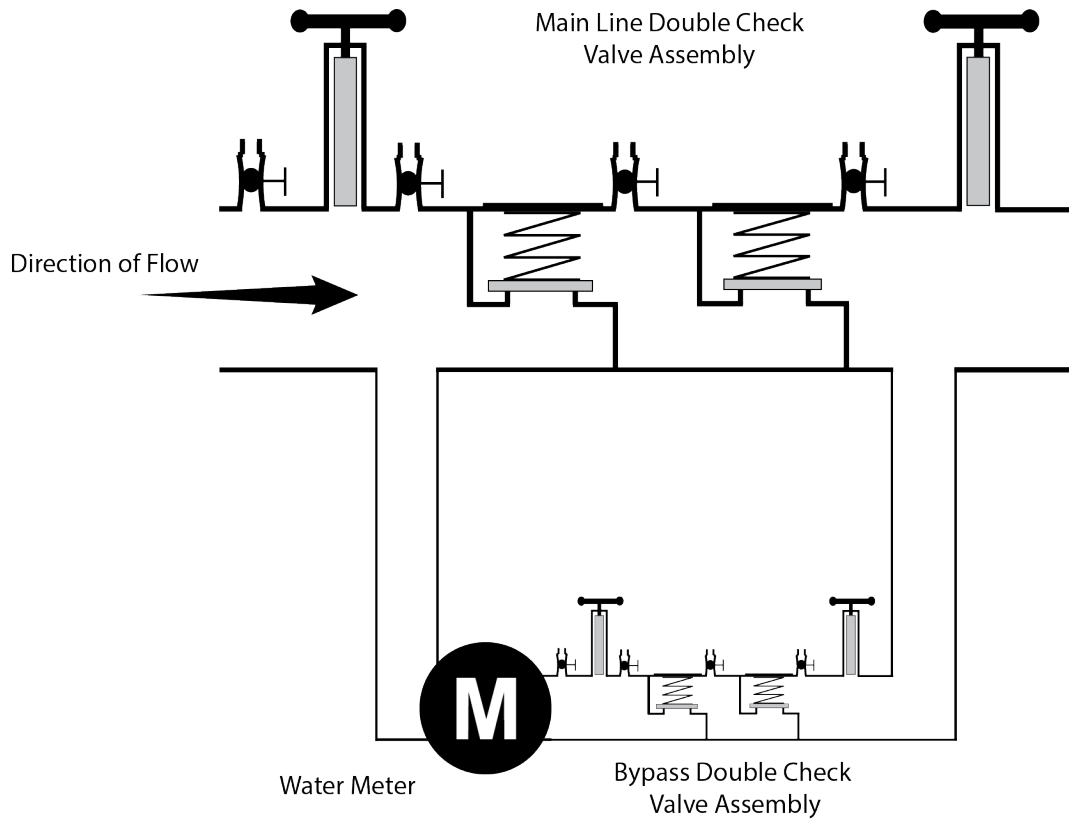 Main Line Double Check
Valve Assembly
Direction of Flow
M
Water Meter
Bypass Double Check
Valve Assembly